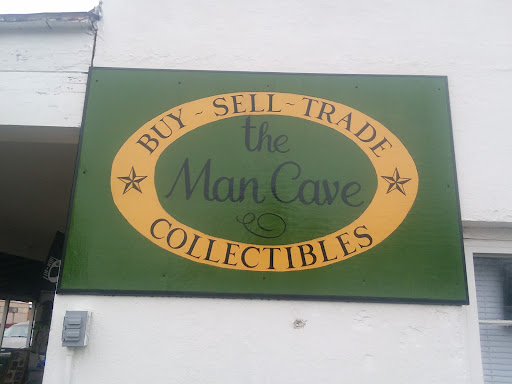 BUY - SELL - TRADE
the
Man Cave
COLLECTIBLES